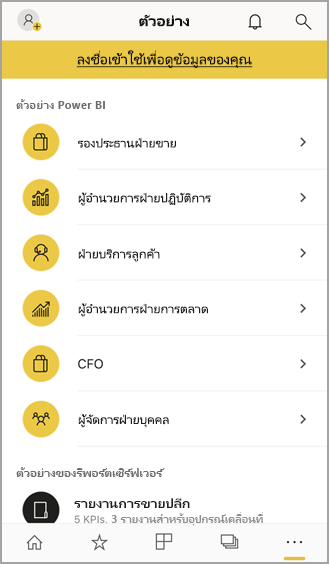 ตัวอย่าง
ลงชื่อเข้าใช้เพื่อดูข้อมูลของคุณ
ตัวอย่าง Power BI
รองประธานฝ่ายขาย
ผู้อำนวยการฝ่ายปฏิบัติการ
ฝ่ายบริการลูกค้า
ผู้อำนวยการฝ่ายการตลาด
CFO
ผู้จัดการฝ่ายบุคคล
ตัวอย่างของรีพอร์ตเซิร์ฟเวอร์
รายงานการขายปลีก
5 KPIs, 3 รายงานสำหรับอุปกรณ์เคลื่อนที่